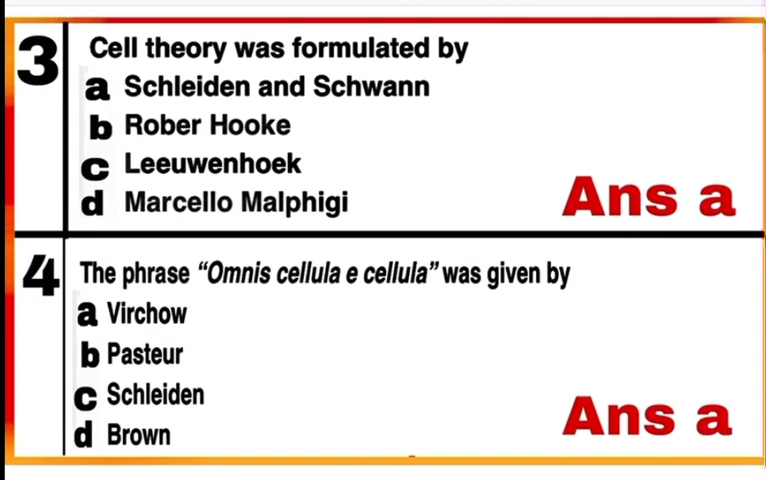 3 Cell theory was formulated by
a Schleiden and Schwann
b Rober Hooke
c Leeuwenhoek
d Marcello Malphigi
Ans a
4 The phrase “Omnis cellula e cellula” was given by
a Virchow
b Pasteur
c Schleiden
d Brown
Ans a